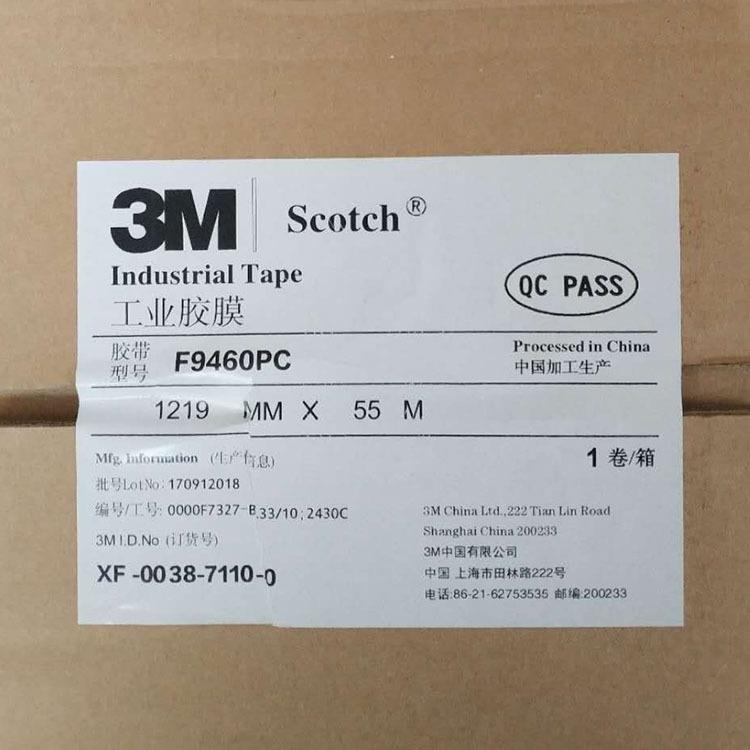 3M Scotch®
Industrial Tape
工业胶膜
QC PASS
胶带
型号 F9460PC
Processed in China
中国加工生产
1219 MM X 55 M
Mfg. Information (生产信息)
1 卷/箱
批号LotNo: 170912018
编号/工号: 0000F7327-B.33/10; 2430C
3M I.D.No (订货号)
XF-0038-7110-0
3M China Ltd.,222 Tian Lin Road
Shanghai China 200233
3M中国有限公司
中国 上海市田林路222号
电话:86-21-62753535 邮编:200233